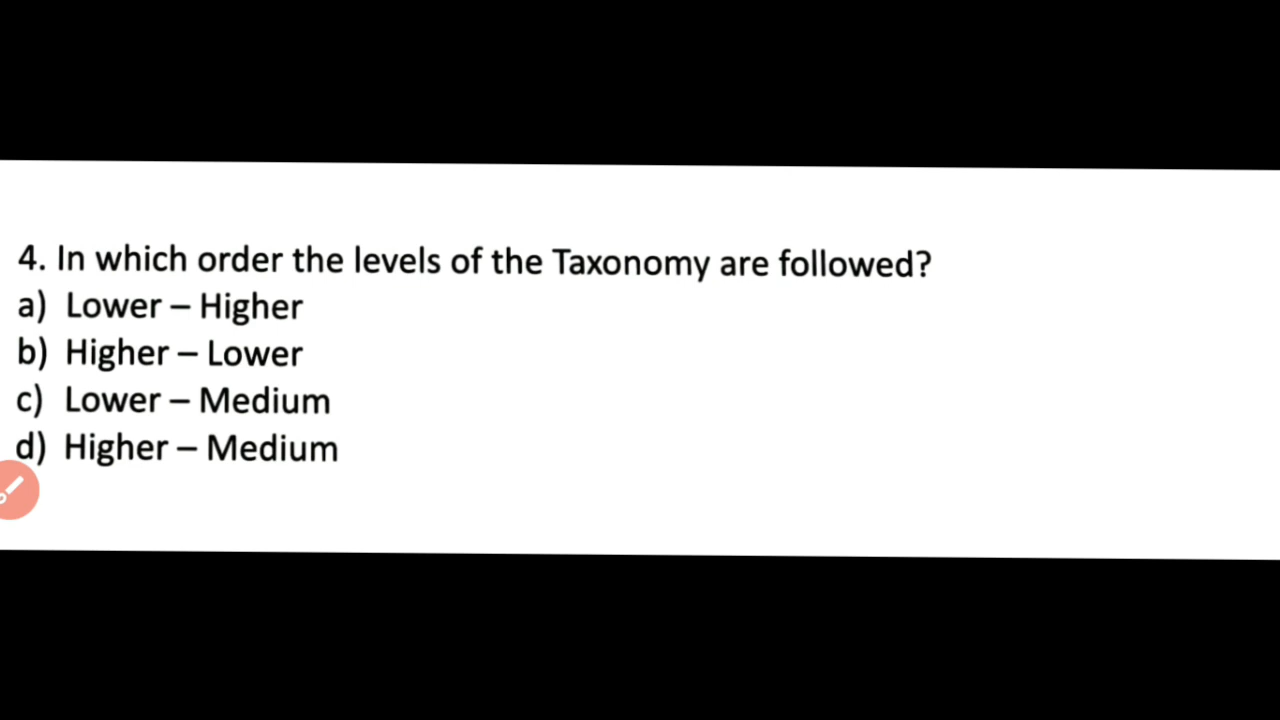 4. In which order the levels of the Taxonomy are followed?
a) Lower – Higher
b) Higher – Lower
c) Lower – Medium
d) Higher – Medium